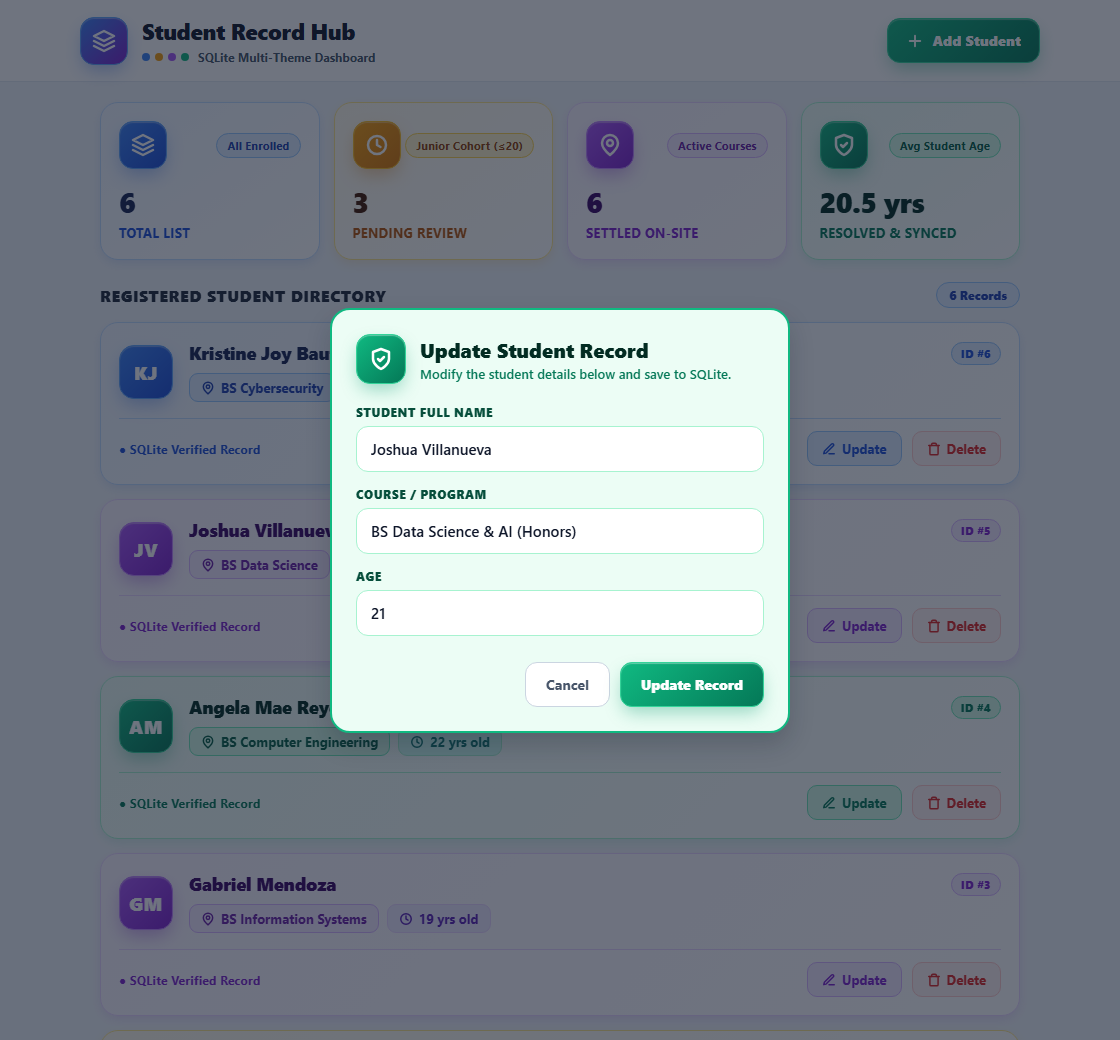 Student Record Hub
SQLite Multi-Theme Dashboard
Add Student
All Enrolled
6
TOTAL LIST
Junior Cohort (≤20)
3
PENDING REVIEW
Active Courses
6
SETTLED ON-SITE
Avg Student Age
20.5 yrs
RESOLVED & SYNCED
REGISTERED STUDENT DIRECTORY
6 Records
KJ
Kristine Joy
BS Cybersecurity
ID #6
• SQLite Verified Record
Update
Delete
JV
Joshua
BS Data Science
ID #5
• SQLite Verified Record
Update
Delete
Update Student Record
Modify the student details below and save to SQLite.
STUDENT FULL NAME
Joshua Villanueva
COURSE / PROGRAM
BS Data Science & AI (Honors)
AGE
21
Cancel
Update Record
AM
Angela Mae
BS Computer Engineering
22 yrs old
ID #4
• SQLite Verified Record
Update
Delete
GM
Gabriel Mendoza
BS Information Systems
19 yrs old
ID #3
• SQLite Verified Record
Update
Delete